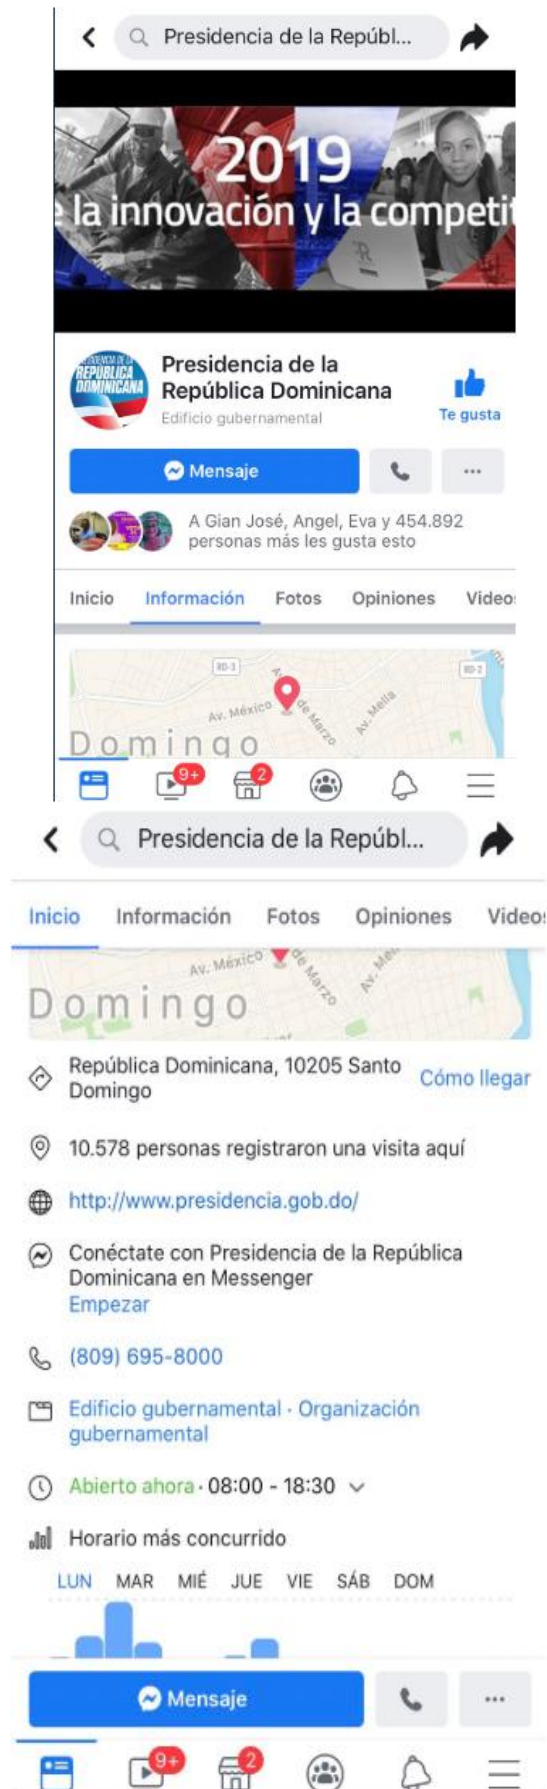 Presidencia de la Repúbl...
2019
la innovación y la competi
PRESIDENCIA DE LA
REPÚBLICA
DOMINICANA
Presidencia de la
República Dominicana
Edificio gubernamental
Te gusta
Mensaje
A Gian José, Angel, Eva y 454.892
personas más les gusta esto
Inicio Información Fotos Opiniones Video
RD-3
RD-2
Av. México
de Marzo
Av. Mella
Domingo
9+ 2
Presidencia de la Repúbl...
Inicio Información Fotos Opiniones Video
Av. México
de Marzo
Domingo
República Dominicana, 10205 Santo
Domingo
Cómo llegar
10.578 personas registraron una visita aquí
http://www.presidencia.gob.do/
Conéctate con Presidencia de la República
Dominicana en Messenger
Empezar
(809) 695-8000
Edificio gubernamental · Organización
gubernamental
Abierto ahora · 08:00 - 18:30
Horario más concurrido
LUN MAR MIÉ JUE VIE SÁB DOM
Mensaje
9+ 2